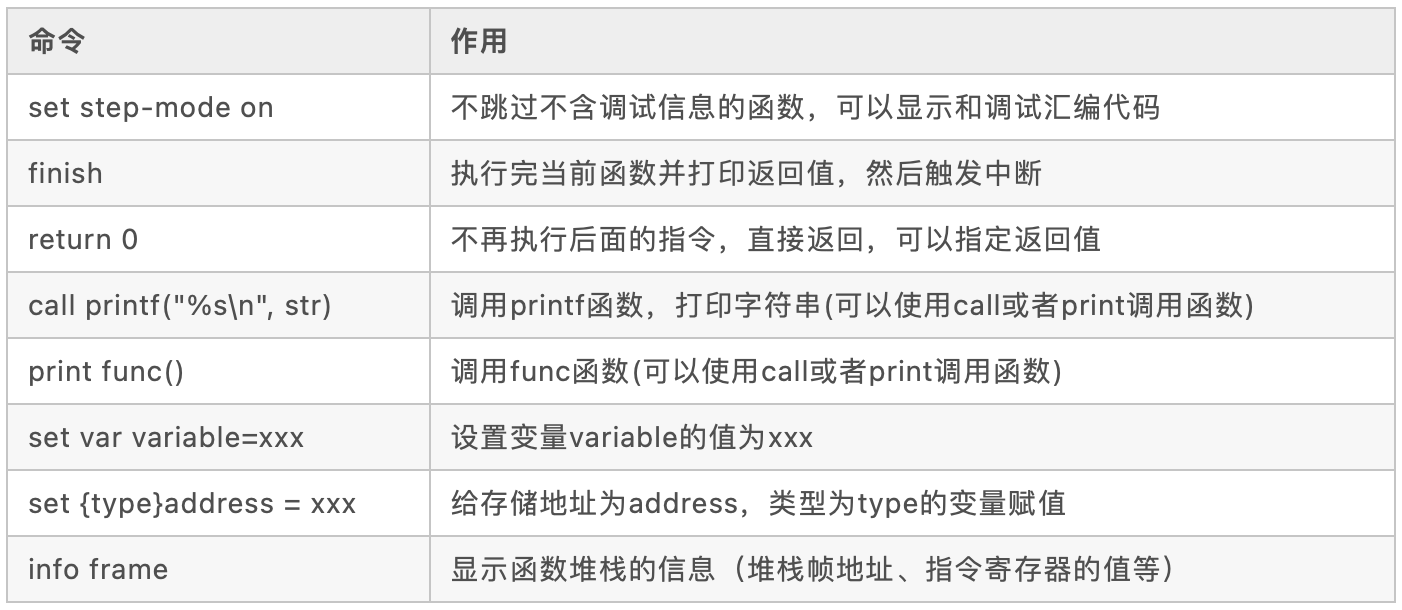 命令 作用
set step-mode on 不跳过不含调试信息的函数，可以显示和调试汇编代码
finish 执行完当前函数并打印返回值，然后触发中断
return 0 不再执行后面的指令，直接返回，可以指定返回值
call printf("%s\n", str) 调用printf函数，打印字符串(可以使用call或者print调用函数)
print func() 调用func函数(可以使用call或者print调用函数)
set var variable=xxx 设置变量variable的值为xxx
set {type}address = xxx 给存储地址为address，类型为type的变量赋值
info frame 显示函数堆栈的信息（堆栈帧地址、指令寄存器的值等）